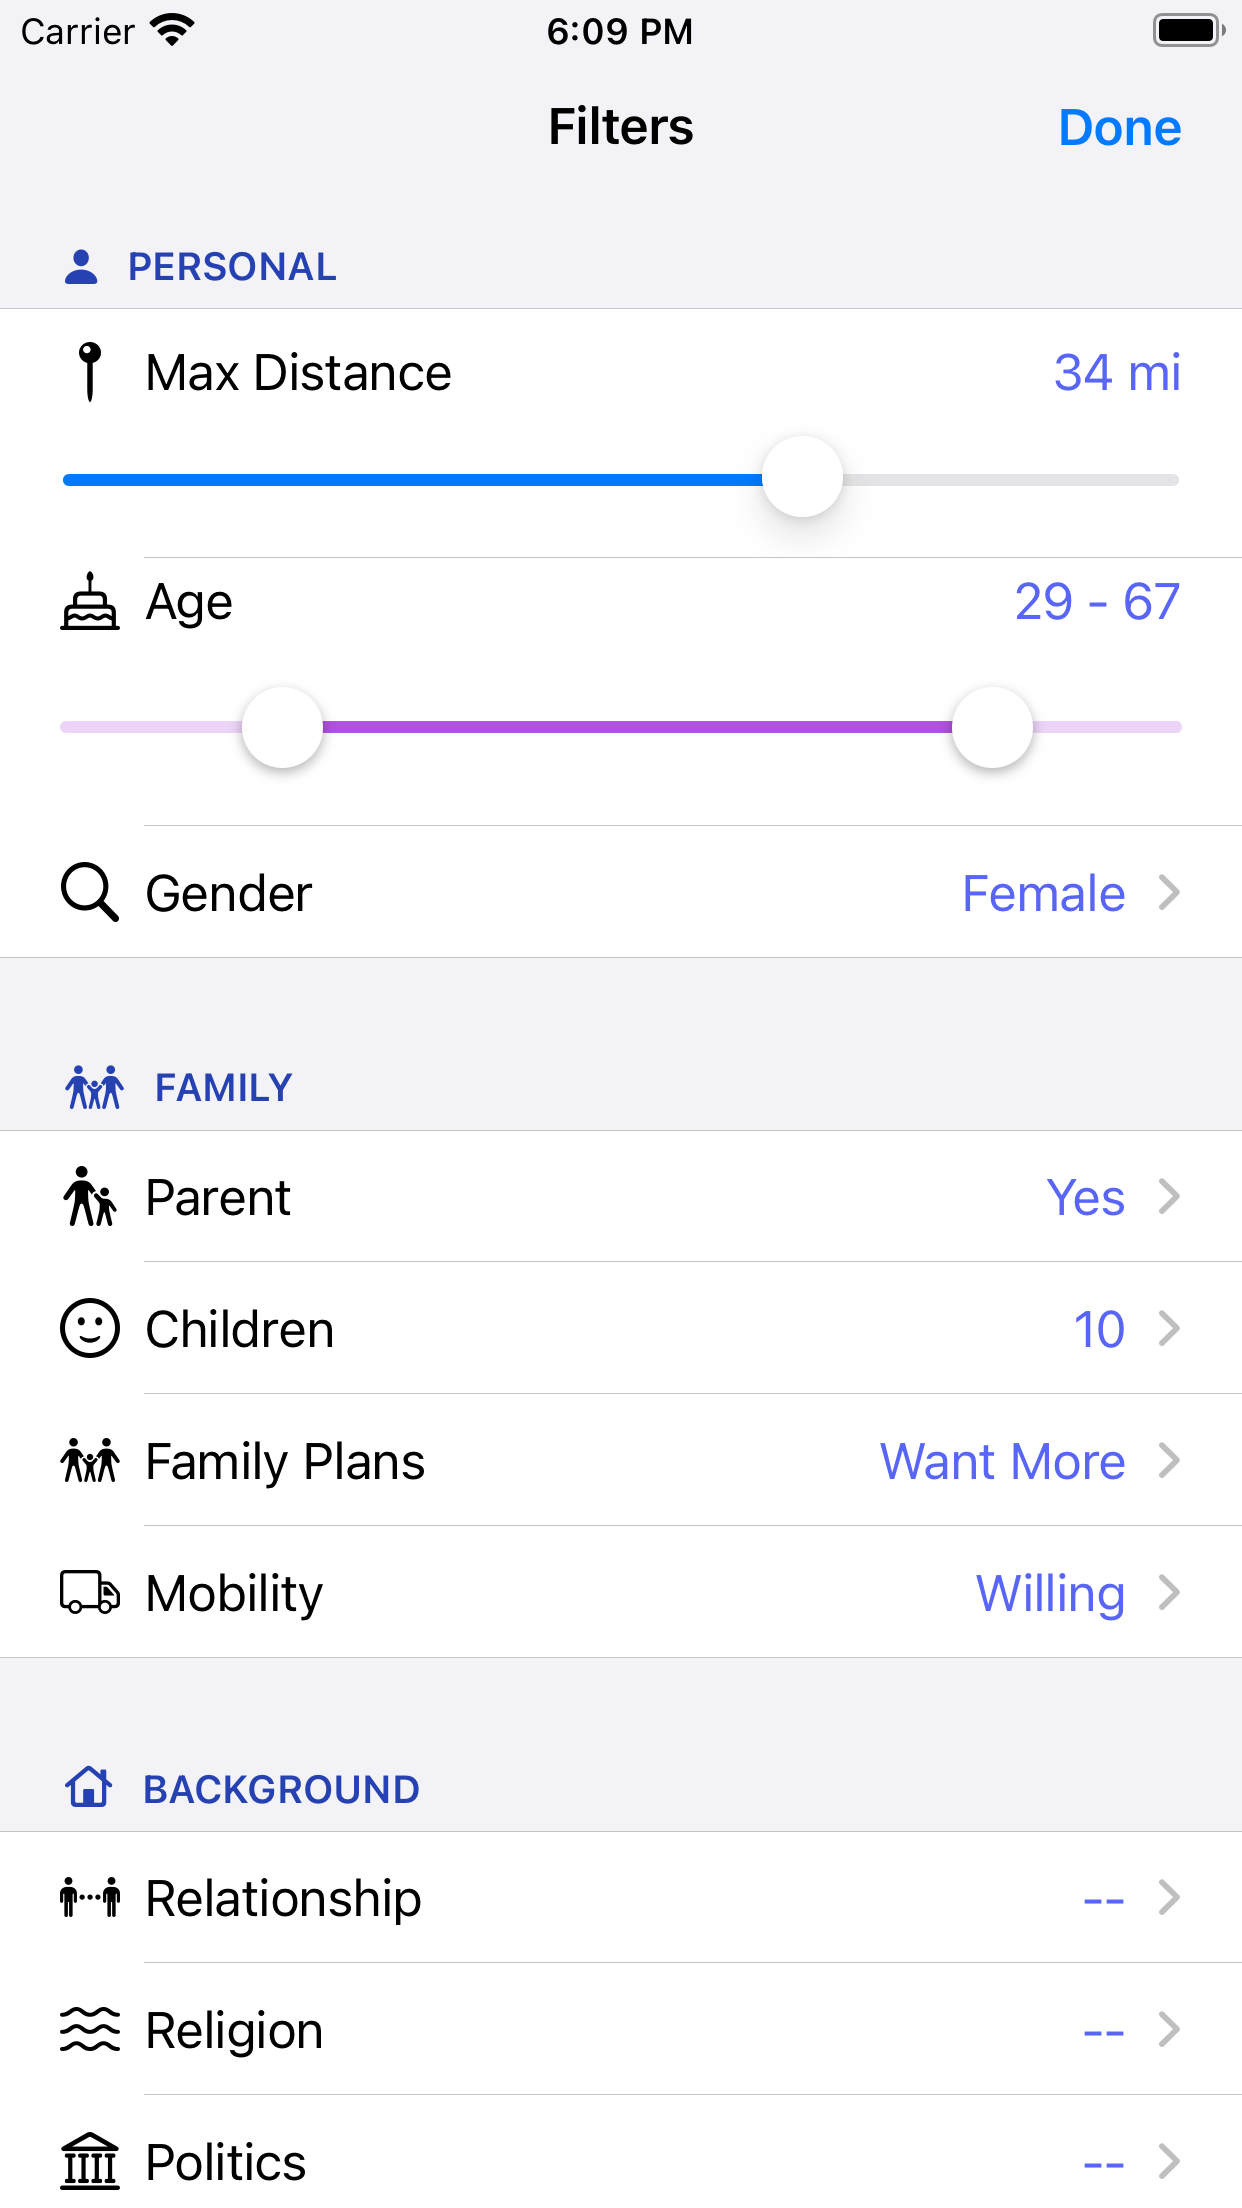 Carrier 6:09 PM
Filters Done
PERSONAL
Max Distance 34 mi
Age 29 - 67
Gender Female
FAMILY
Parent Yes
Children 10
Family Plans Want More
Mobility Willing
BACKGROUND
Relationship --
Religion --
Politics --